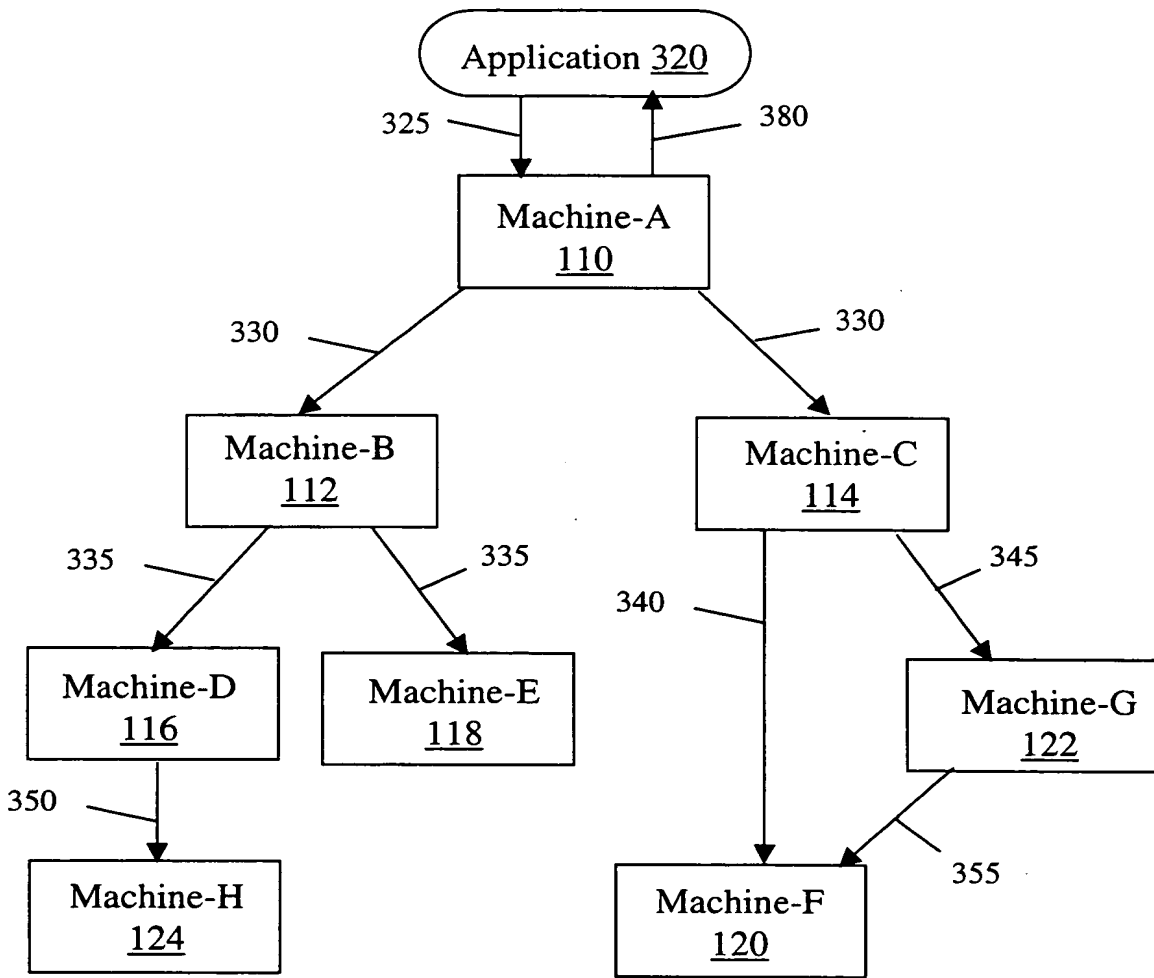 Application 320
325
380
Machine-A
110
330
330
Machine-B
112
Machine-C
114
335
335
340
345
Machine-D
116
Machine-E
118
Machine-G
122
350
355
Machine-H
124
Machine-F
120